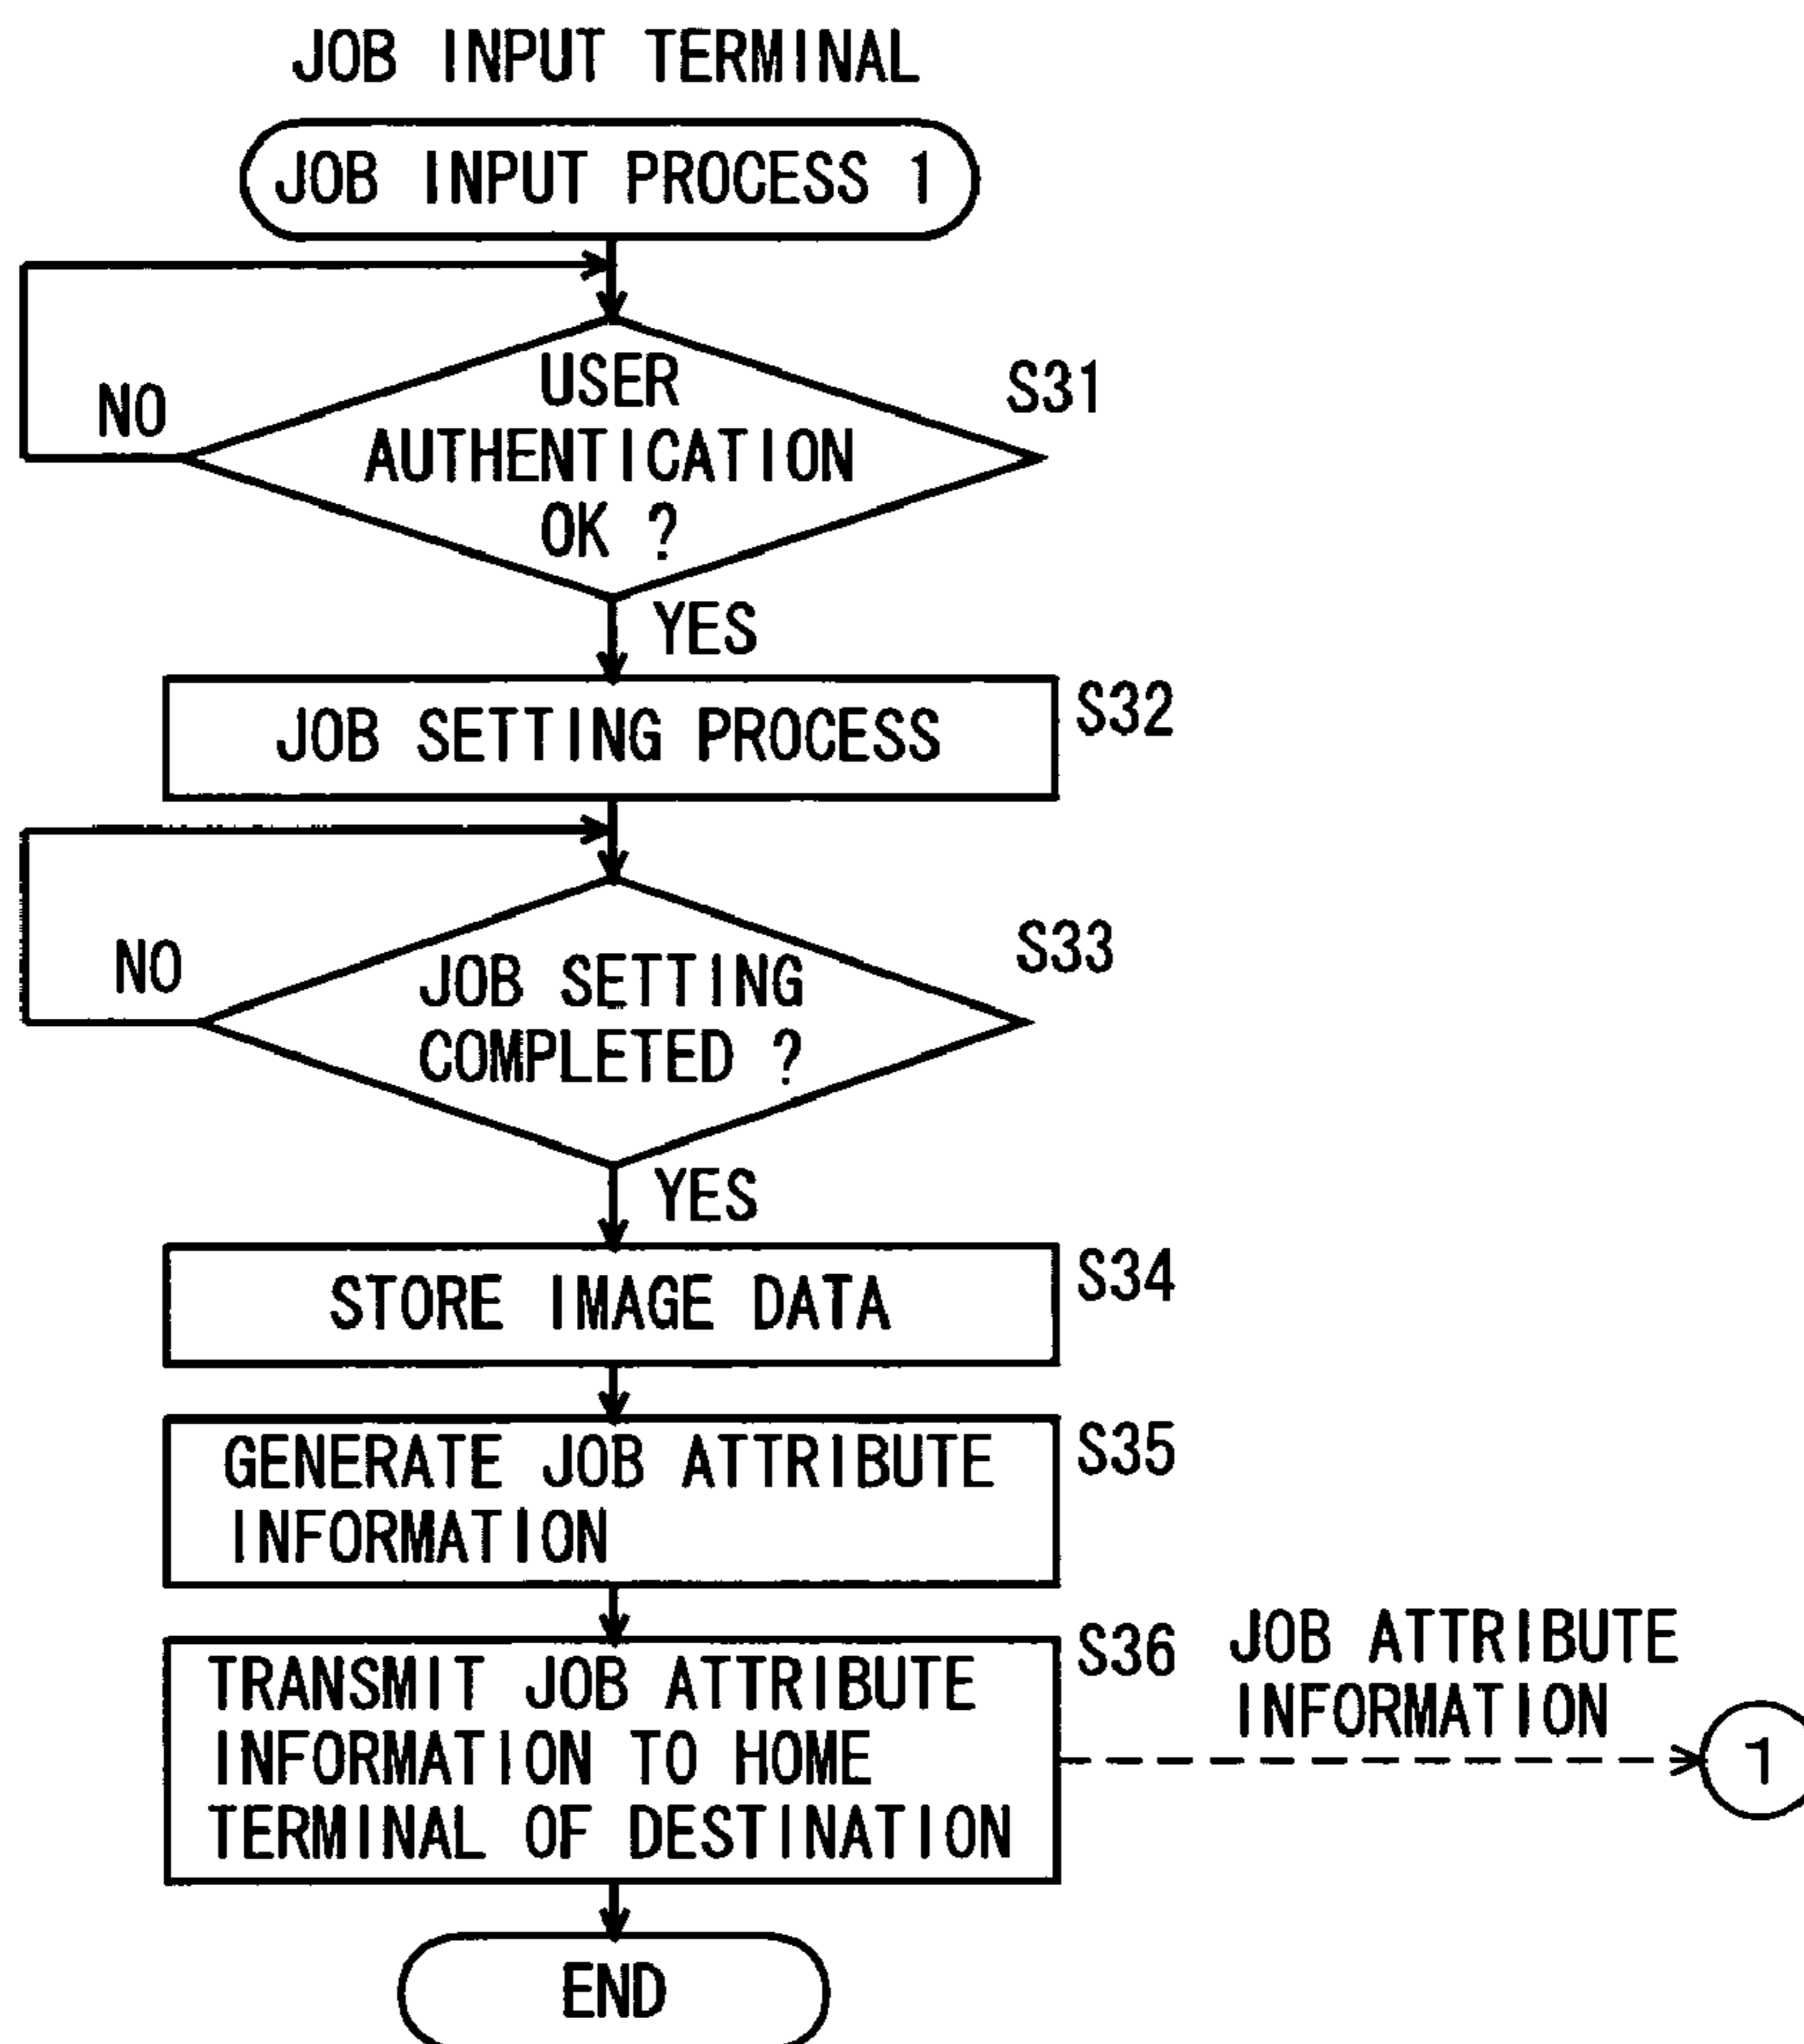 JOB INPUT TERMINAL
JOB INPUT PROCESS 1
NO
USER
AUTHENTICATION
OK ?
S31
YES
JOB SETTING PROCESS
S32
NO
JOB SETTING
COMPLETED ?
S33
YES
STORE IMAGE DATA
S34
GENERATE JOB ATTRIBUTE
INFORMATION
S35
TRANSMIT JOB ATTRIBUTE
INFORMATION TO HOME
TERMINAL OF DESTINATION
S36
JOB ATTRIBUTE
INFORMATION
1
END